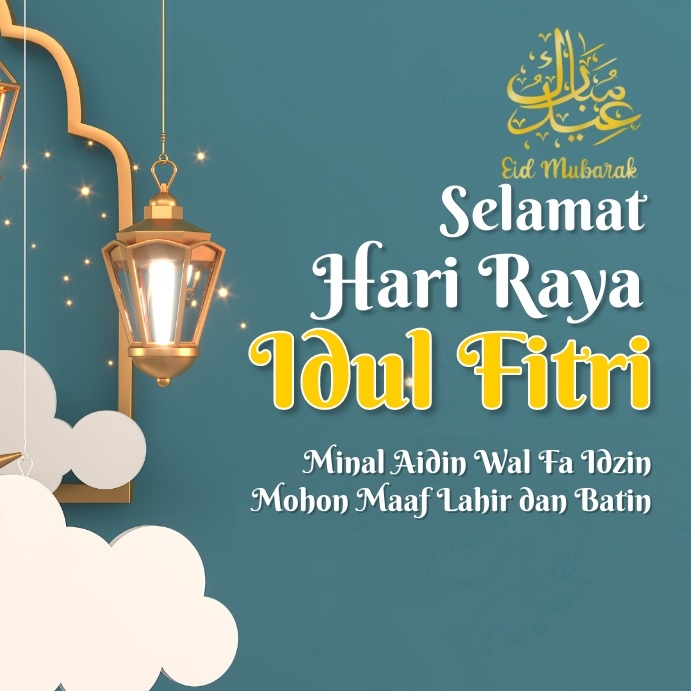 عيد مبارك
Eid Mubarak
Selamat
Hari Raya
Idul Fitri
Minal Aidin Wal Fa Idzin
Mohon Maaf Lahir dan Batin